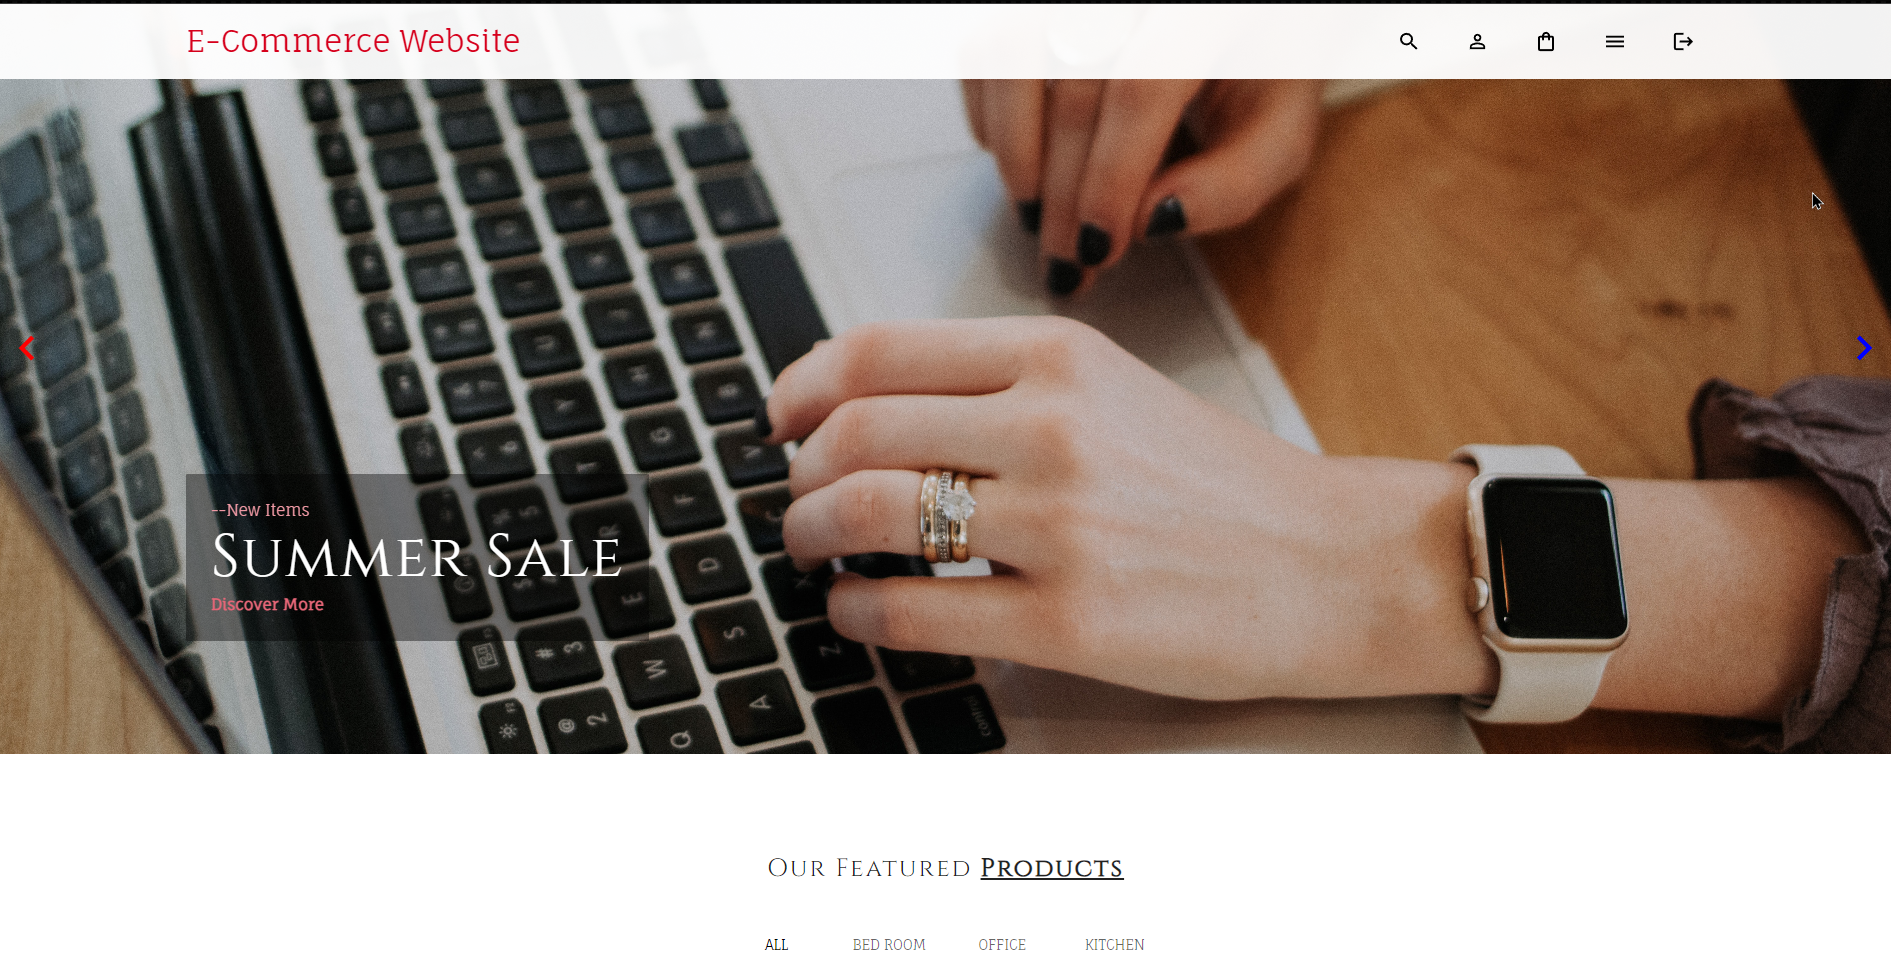 E-Commerce Website
--New Items
Summer Sale
Discover More
Our Featured Products
ALL
BED ROOM
OFFICE
KITCHEN